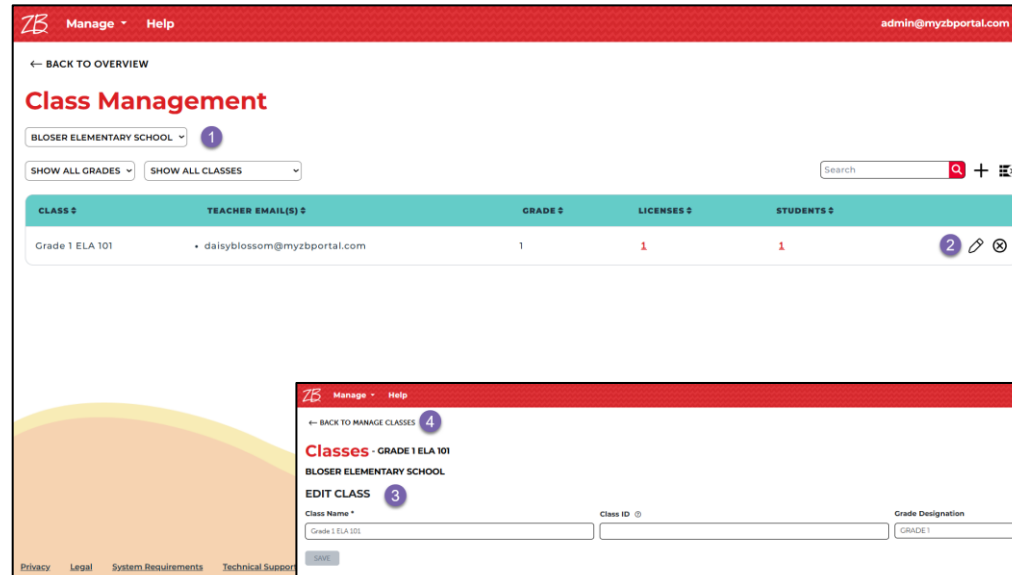 ZB Manage Help admin@myzbportal.com
← BACK TO OVERVIEW
Class Management
BLOSER ELEMENTARY SCHOOL 1
SHOW ALL GRADES SHOW ALL CLASSES Search
CLASS TEACHER EMAIL(S) GRADE LICENSES STUDENTS
Grade 1 ELA 101 • daisyblossom@myzbportal.com 1 1 1 2
ZB Manage Help
← BACK TO MANAGE CLASSES 4
Classes - GRADE 1 ELA 101
BLOSER ELEMENTARY SCHOOL
EDIT CLASS 3
Class Name * Class ID Grade Designation
Grade 1 ELA 101 GRADE 1
SAVE
Privacy Legal System Requirements Technical Support